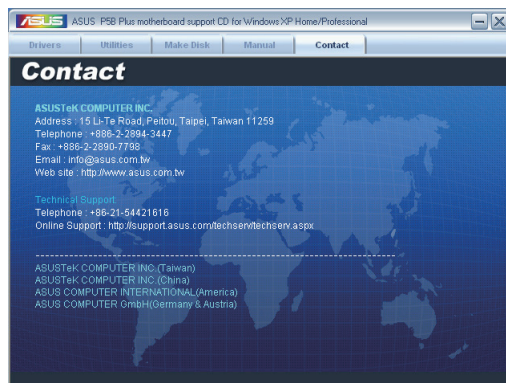 ASUS ASUS P5B Plus motherboard support CD for Windows XP Home/Professional
Drivers Utilities Make Disk Manual Contact
Contact
ASUSTeK COMPUTER INC.
Address : 15 Li-Te Road, Peitou, Taipei, Taiwan 11259
Telephone : +886-2-2894-3447
Fax : +886-2-2890-7798
Email : info@asus.com.tw
Web site : http://www.asus.com.tw
Technical Support
Telephone : +86-21-54421616
Online Support : http://support.asus.com/techserv/techserv.aspx
ASUSTeK COMPUTER INC.(Taiwan)
ASUSTeK COMPUTER INC.(China)
ASUS COMPUTER INTERNATIONAL(America)
ASUS COMPUTER GmbH(Germany & Austria)